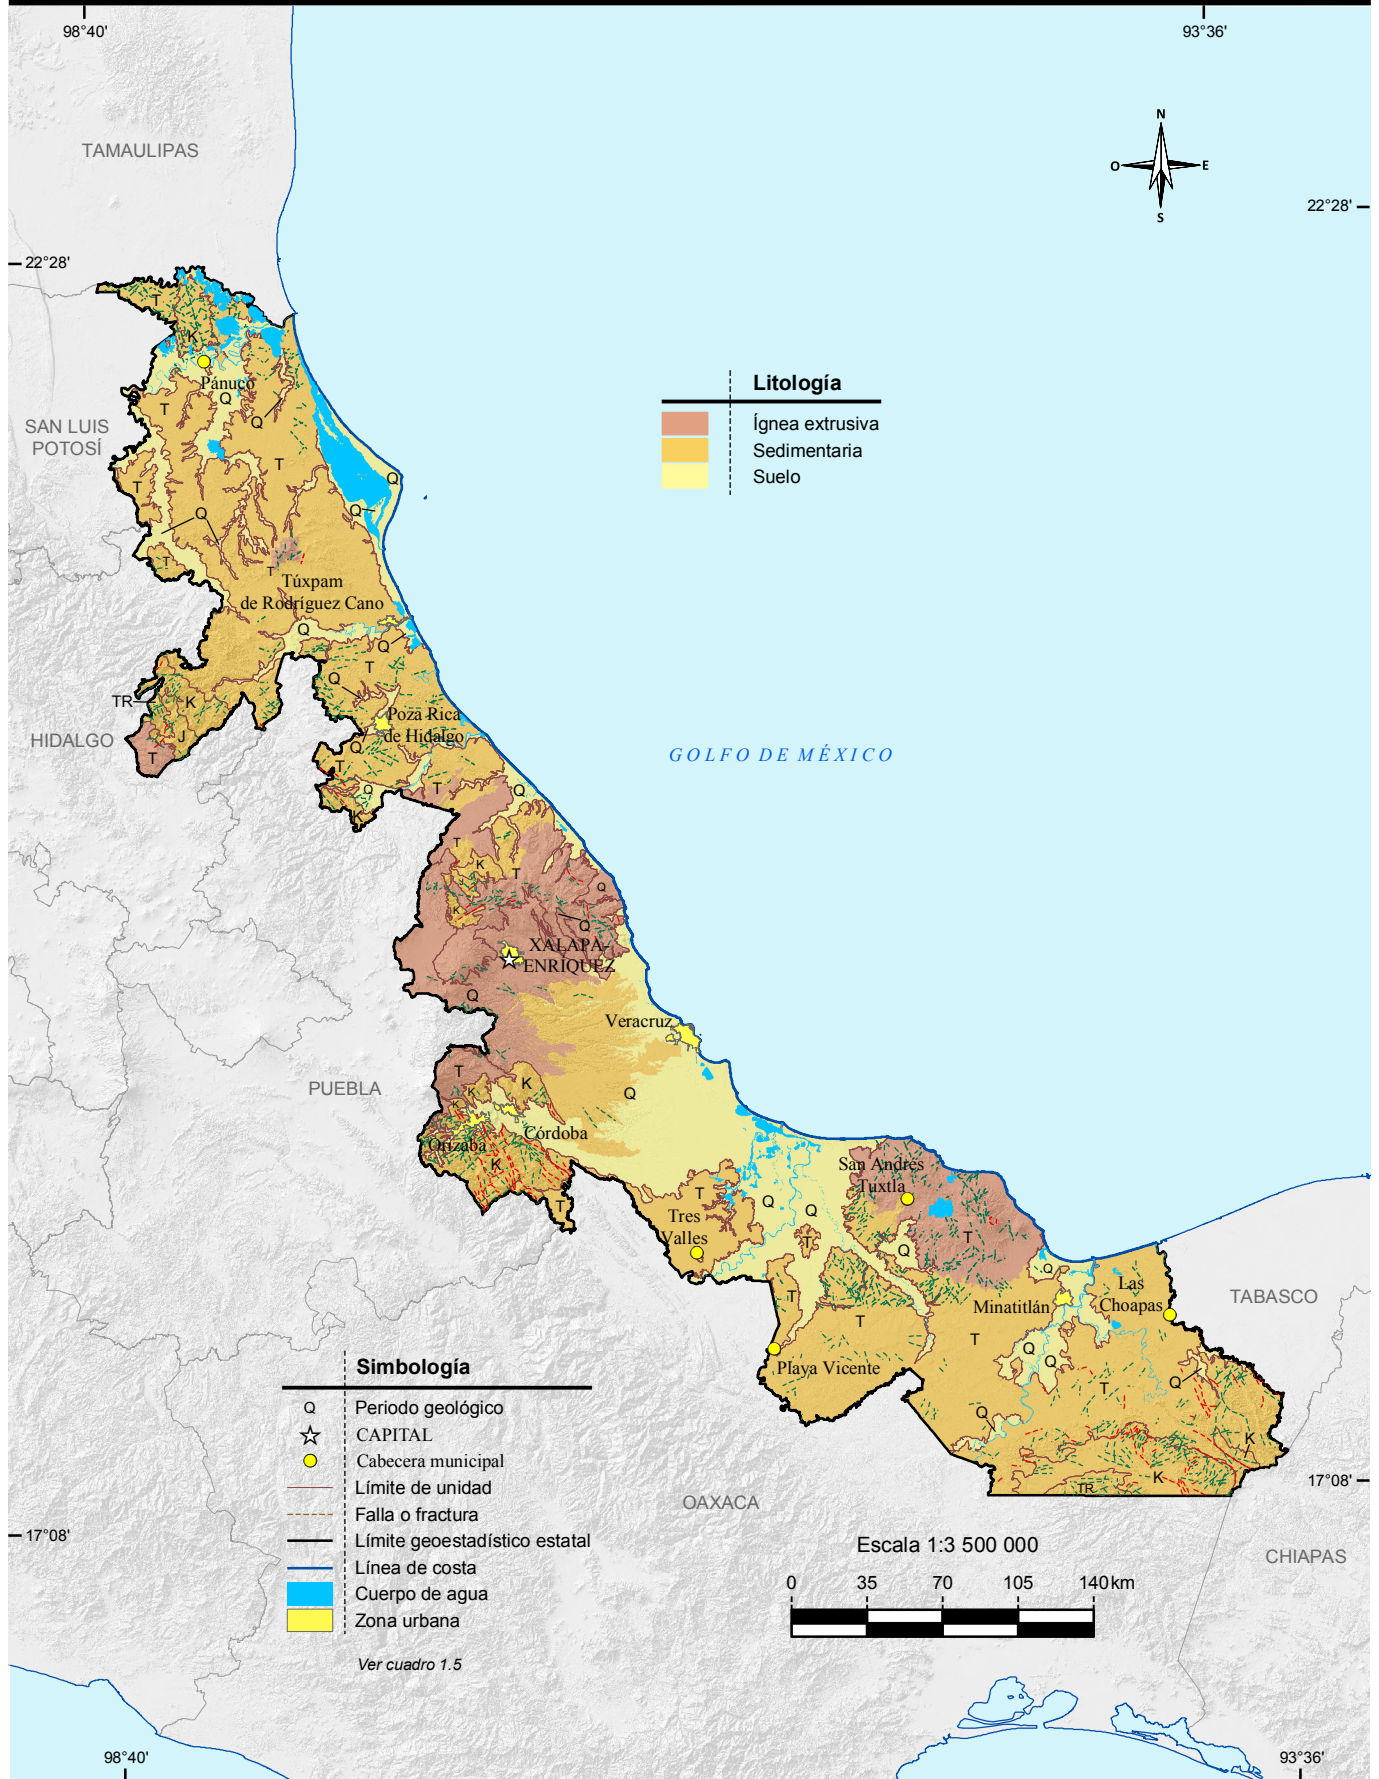 98°40'
93°36'
TAMAULIPAS
N
O
E
S
22°28'
22°28'
T
T
K
Pánuco
Q
T
Q
SAN LUIS
POTOSÍ
Litología
Ígnea extrusiva
Sedimentaria
Suelo
T
Q
T
Q
Q
T
T
Túxpam
de Rodríguez Cano
Q
Q
T
Q
TR
K
J
T
HIDALGO
Poza Rica
de Hidalgo
Q
T
Q
K
T
Q
GOLFO DE MÉXICO
T
K
T
J
K
Q
Q
XALAPA-
ENRÍQUEZ
Q
Veracruz
PUEBLA
T
K
K
K
Q
Córdoba
Orizaba
K
T
San Andrés
Tuxtla
T
Q
Q
Tres
Valles
T
Q
T
Q
Las
Choapas
TABASCO
T
Minatitlán
T
T
Q
Q
Playa Vicente
T
Q
Q
K
K
TR
17°08'
Simbología
Q Periodo geológico
CAPITAL
Cabecera municipal
Límite de unidad
Falla o fractura
Límite geoestadístico estatal
Línea de costa
Cuerpo de agua
Zona urbana
Ver cuadro 1.5
17°08'
OAXACA
CHIAPAS
Escala 1:3 500 000
0 35 70 105 140 km
98°40'
93°36'